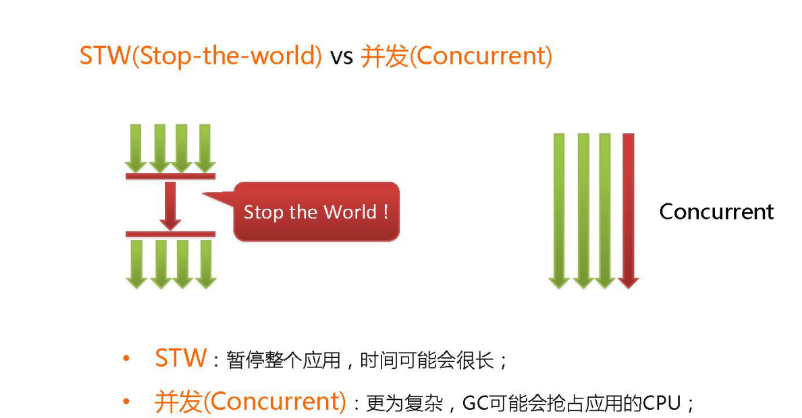 STW(Stop-the-world) vs 并发(Concurrent)
Stop the World！
Concurrent
• STW：暂停整个应用，时间可能会很长；
• 并发(Concurrent)：更为复杂，GC可能会抢占应用的CPU；